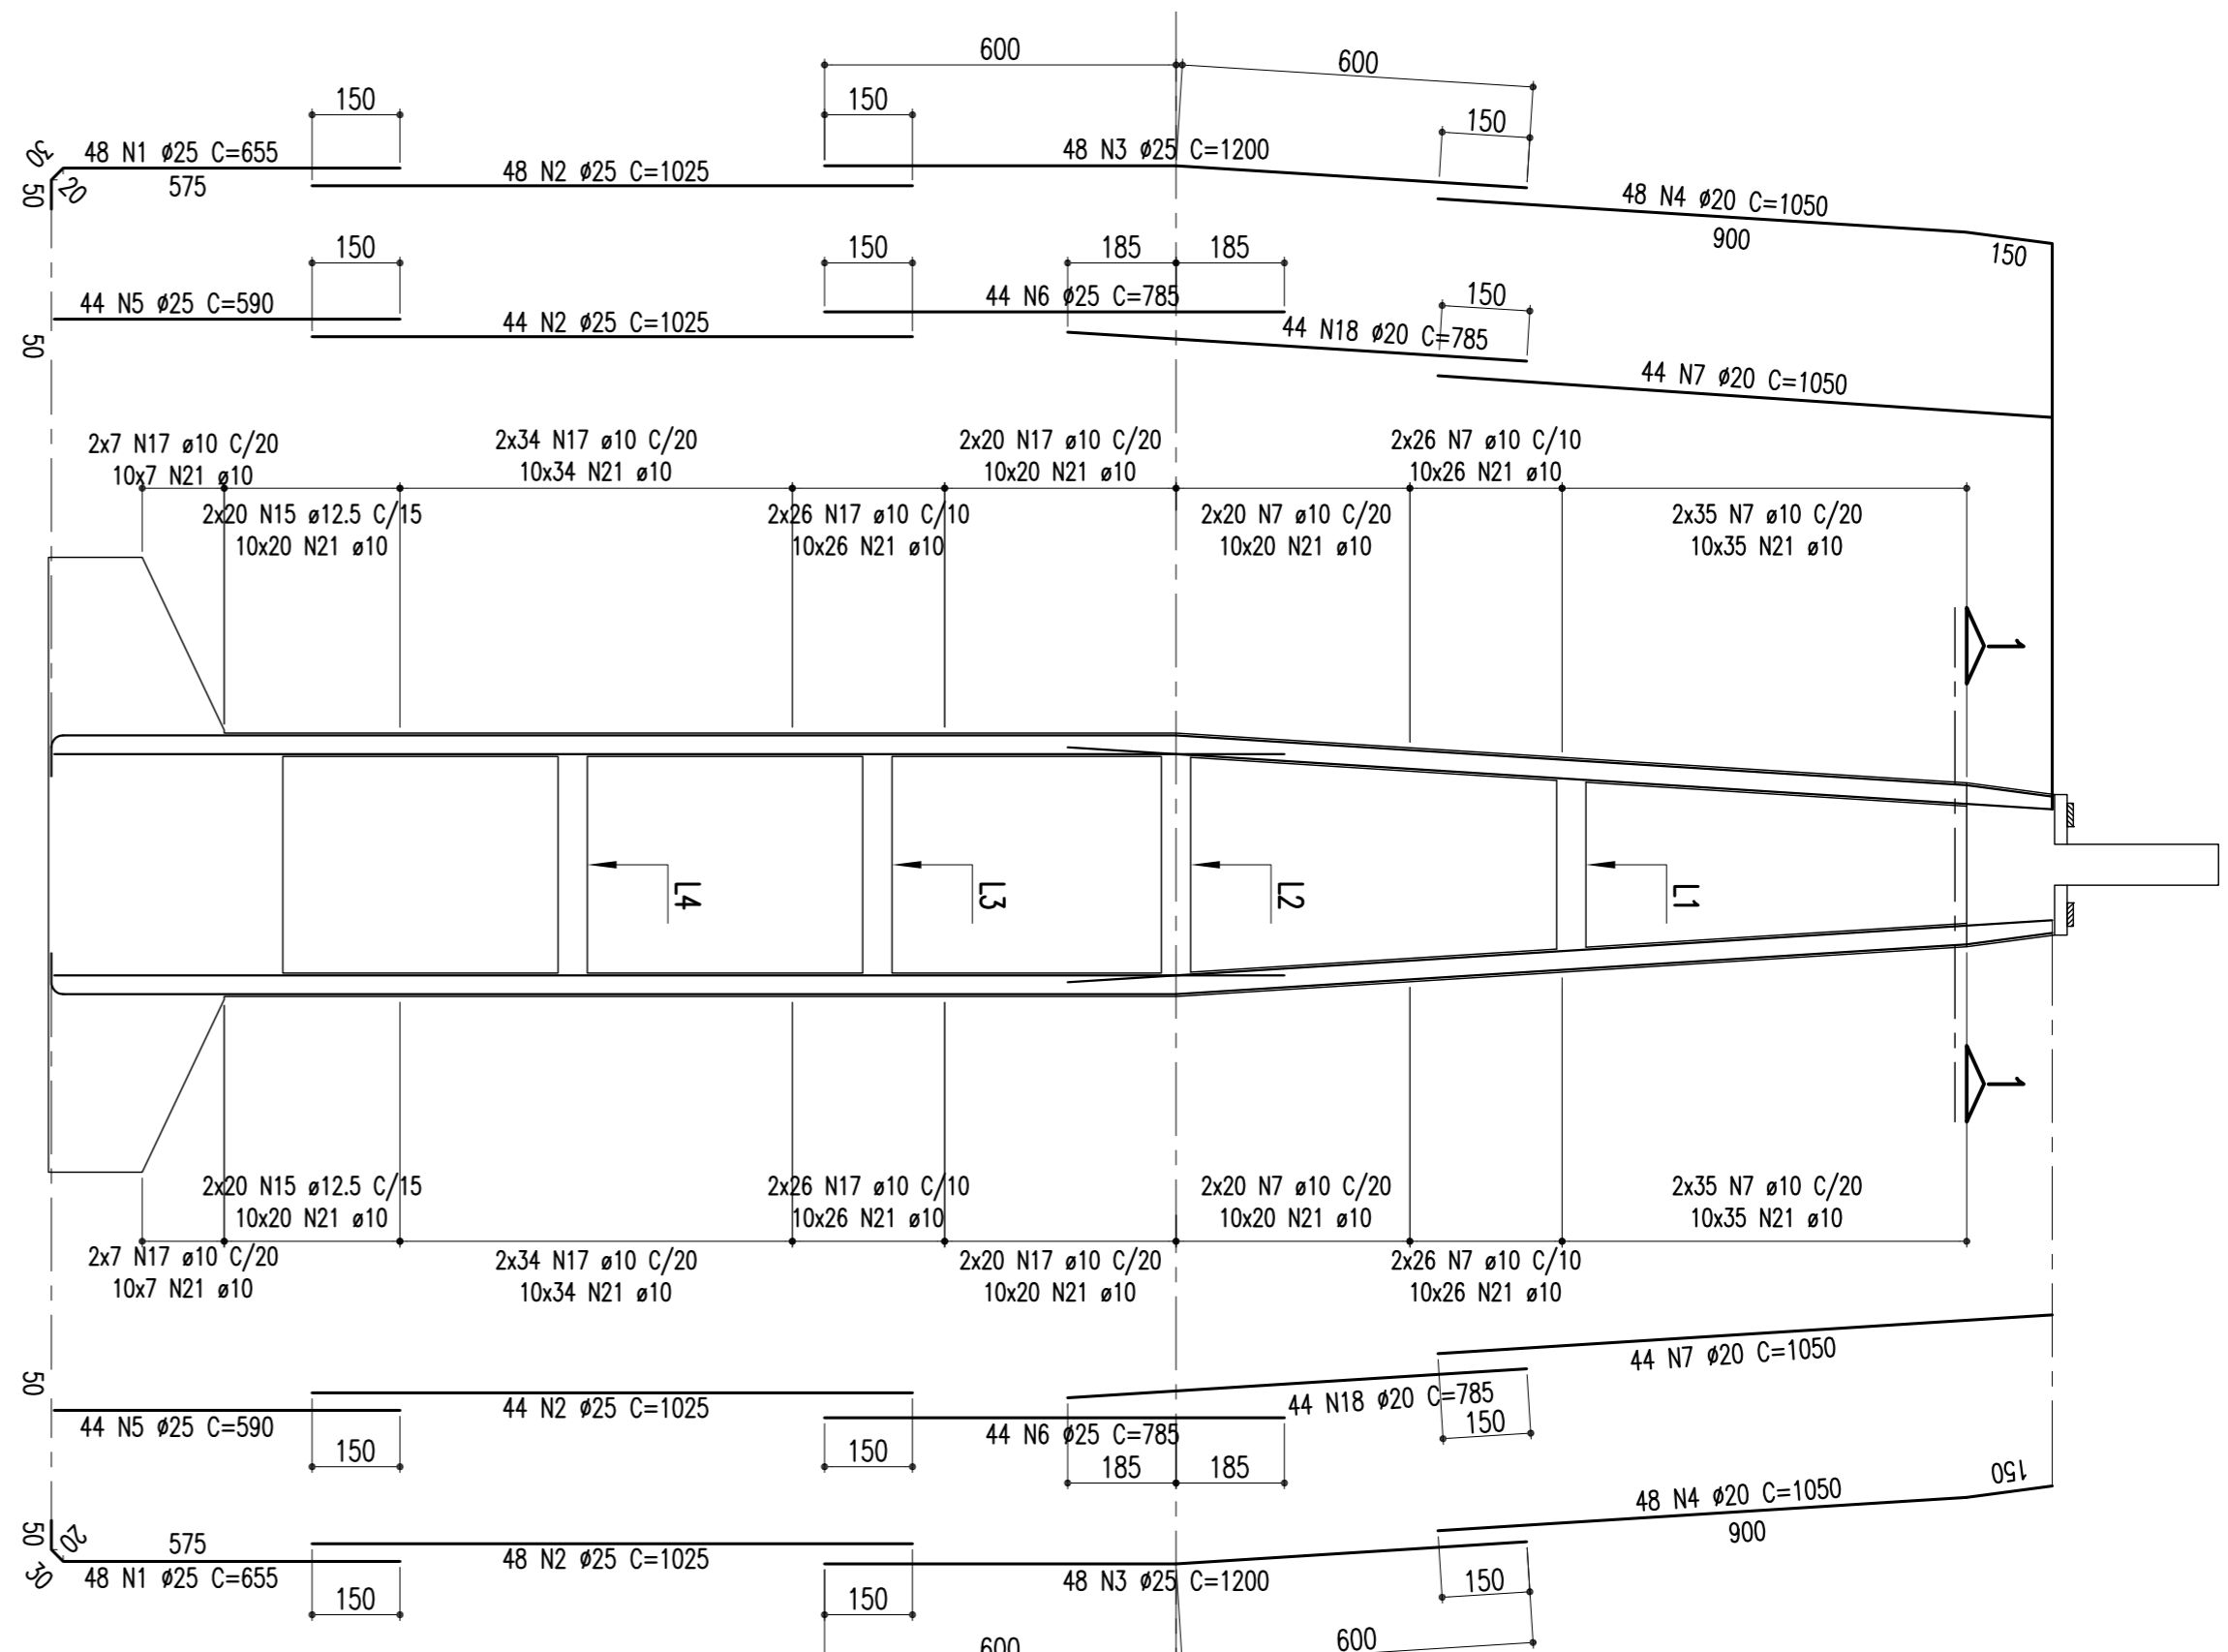 600
600
150
150
150
48 N1 ø25 C=655
575
30
20
50
48 N2 ø25 C=1025
48 N3 ø25 C=1200
48 N4 ø20 C=1050
900
150
150
150
185
185
150
44 N5 ø25 C=590
50
44 N2 ø25 C=1025
44 N6 ø25 C=785
44 N18 ø20 C=785
44 N7 ø20 C=1050
2x7 N17 ø10 C/20
10x7 N21 ø10
2x34 N17 ø10 C/20
10x34 N21 ø10
2x20 N17 ø10 C/20
10x20 N21 ø10
2x26 N7 ø10 C/10
10x26 N21 ø10
2x20 N15 ø12.5 C/15
10x20 N21 ø10
2x26 N17 ø10 C/10
10x26 N21 ø10
2x20 N7 ø10 C/20
10x20 N21 ø10
2x35 N7 ø10 C/20
10x35 N21 ø10
1
L4
L3
L2
L1
1
2x20 N15 ø12.5 C/15
10x20 N21 ø10
2x26 N17 ø10 C/10
10x26 N21 ø10
2x20 N7 ø10 C/20
10x20 N21 ø10
2x35 N7 ø10 C/20
10x35 N21 ø10
2x7 N17 ø10 C/20
10x7 N21 ø10
2x34 N17 ø10 C/20
10x34 N21 ø10
2x20 N17 ø10 C/20
10x20 N21 ø10
2x26 N7 ø10 C/10
10x26 N21 ø10
50
44 N5 ø25 C=590
44 N2 ø25 C=1025
44 N6 ø25 C=785
44 N18 ø20 C=785
44 N7 ø20 C=1050
150
150
185
185
150
50
20
30
575
48 N1 ø25 C=655
48 N2 ø25 C=1025
48 N3 ø25 C=1200
48 N4 ø20 C=1050
900
150
150
150
150
600
600